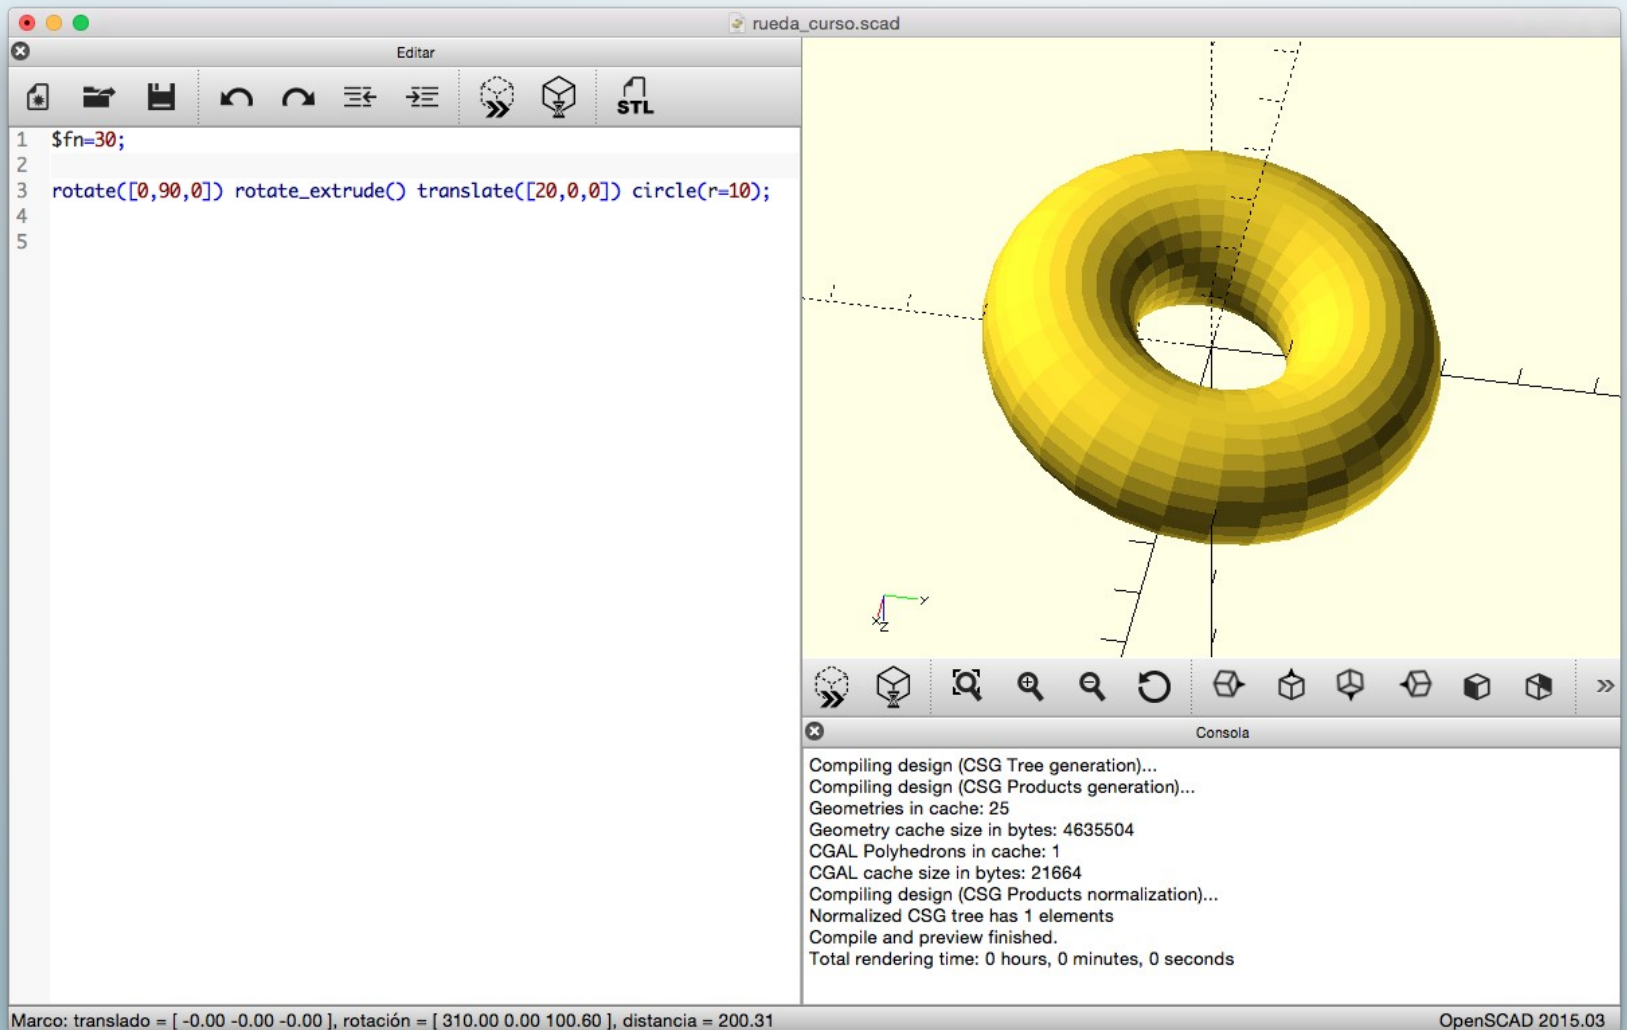 rueda_curso.scad
Editar
STL
1 $fn=30;
2
3 rotate([0,90,0]) rotate_extrude() translate([20,0,0]) circle(r=10);
4
5
Y
X
Z
Consola
Compiling design (CSG Tree generation)...
Compiling design (CSG Products generation)...
Geometries in cache: 25
Geometry cache size in bytes: 4635504
CGAL Polyhedrons in cache: 1
CGAL cache size in bytes: 21664
Compiling design (CSG Products normalization)...
Normalized CSG tree has 1 elements
Compile and preview finished.
Total rendering time: 0 hours, 0 minutes, 0 seconds
Marco: translado = [ -0.00 -0.00 -0.00 ], rotación = [ 310.00 0.00 100.60 ], distancia = 200.31
OpenSCAD 2015.03